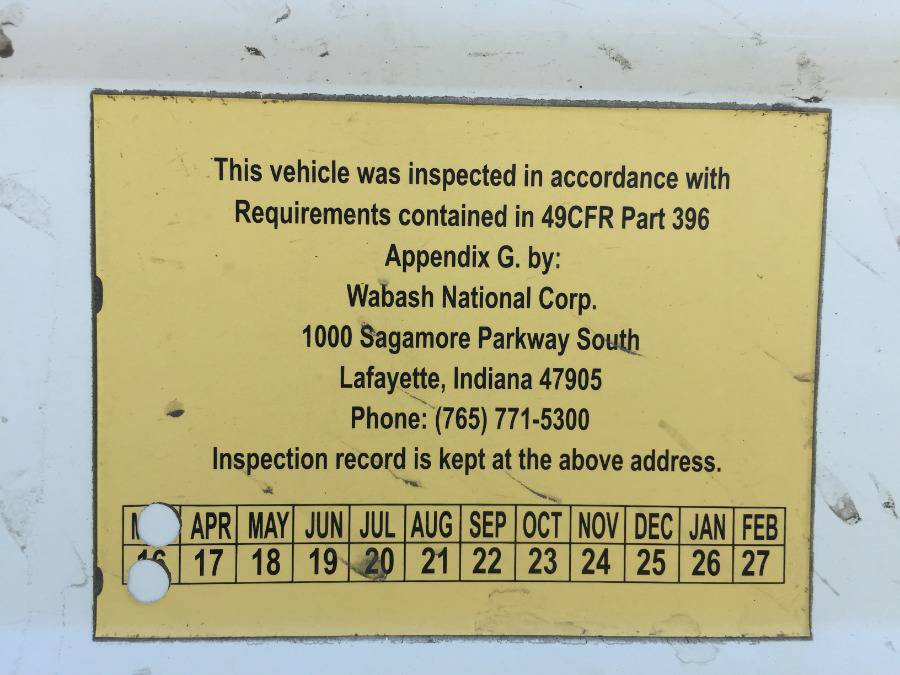 This vehicle was inspected in accordance with
Requirements contained in 49CFR Part 396
Appendix G. by:
Wabash National Corp.
1000 Sagamore Parkway South
Lafayette, Indiana 47905
Phone: (765) 771-5300
Inspection record is kept at the above address.
APR MAY JUN JUL AUG SEP OCT NOV DEC JAN FEB
16 17 18 19 20 21 22 23 24 25 26 27